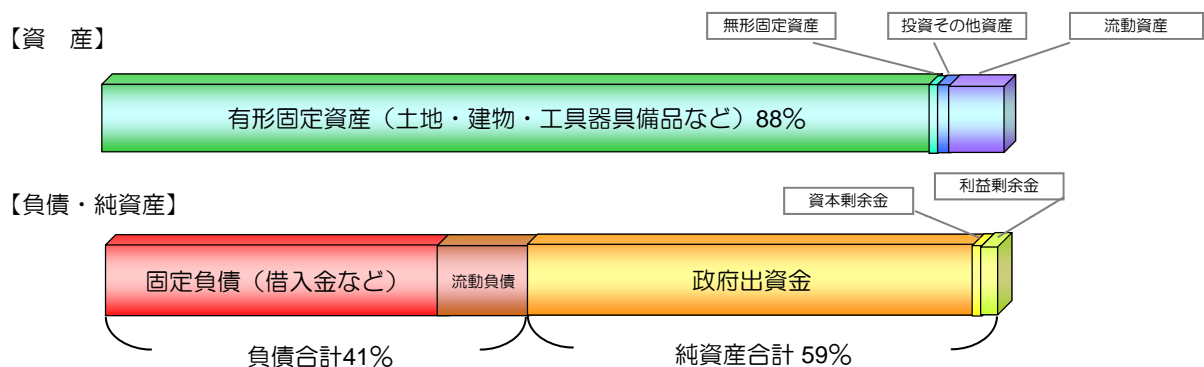 無形固定資産
投資その他資産
流動資産
【資　産】
有形固定資産（土地・建物・工具器具備品など）88％
利益剰余金
資本剰余金
【負債・純資産】
固定負債（借入金など）
流動負債
政府出資金
負債合計41％
純資産合計 59％